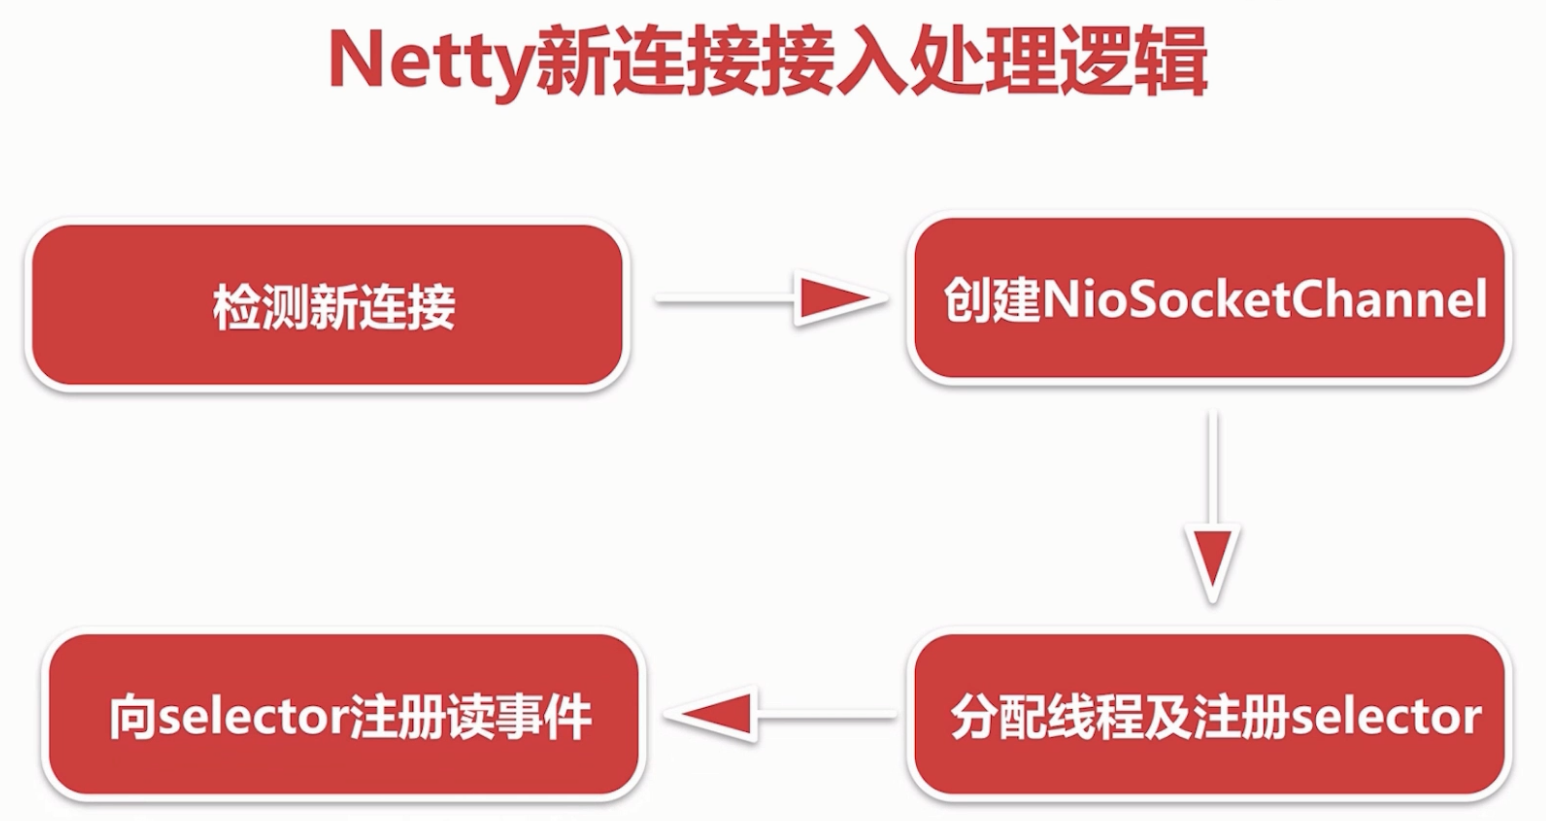 Netty新连接接入处理逻辑
检测新连接
创建NioSocketChannel
分配线程及注册selector
向selector注册读事件